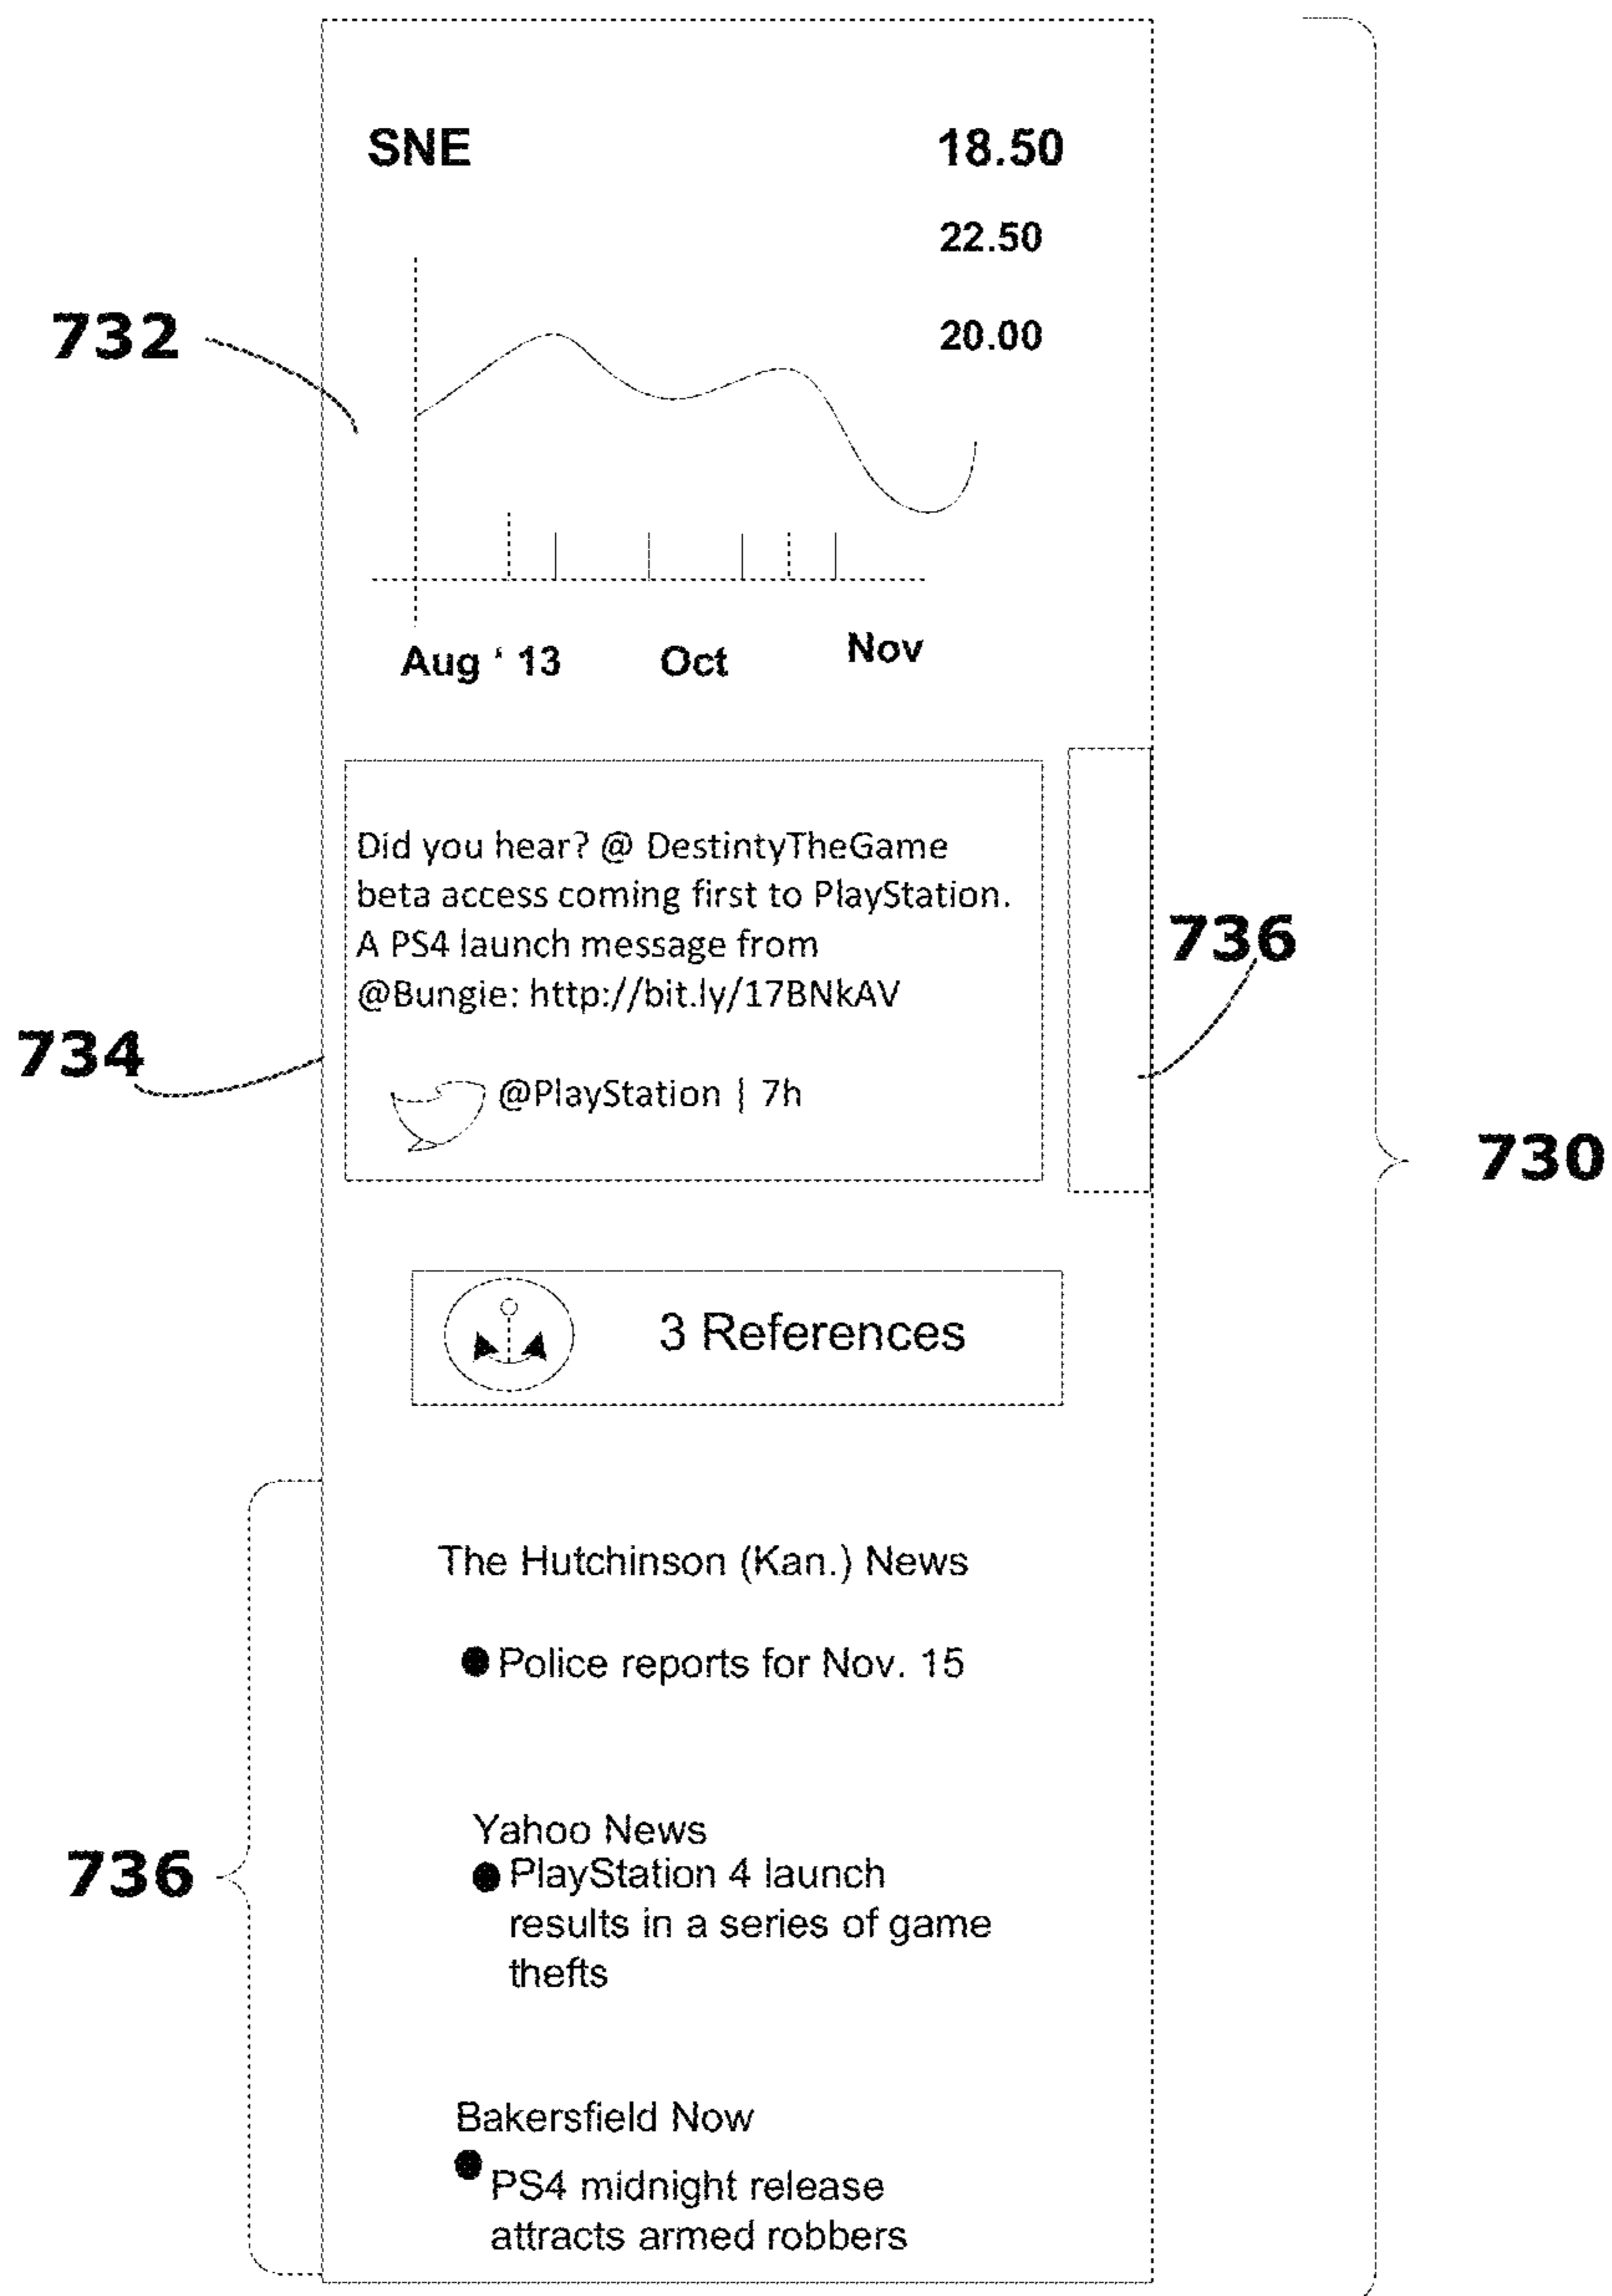 SNE 18.50
22.50
732
20.00
Aug ‘ 13 Oct Nov
Did you hear? @ DestintyTheGame
beta access coming first to PlayStation.
A PS4 launch message from
@Bungie: http://bit.ly/17BNkAV
736
734
@PlayStation | 7h
730
3 References
The Hutchinson (Kan.) News
Police reports for Nov. 15
Yahoo News
736
PlayStation 4 launch
results in a series of game
thefts
Bakersfield Now
PS4 midnight release
attracts armed robbers